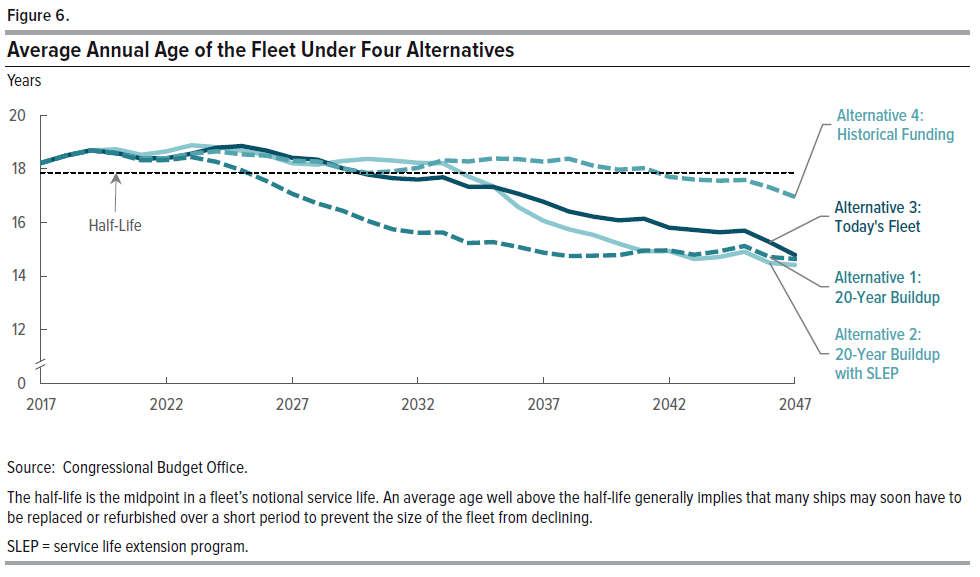 Figure 6.
Average Annual Age of the Fleet Under Four Alternatives
Years
20
18
16
14
12
0
Half-Life
Alternative 4:
Historical Funding
Alternative 3:
Today's Fleet
Alternative 1:
20-Year Buildup
Alternative 2:
20-Year Buildup
with SLEP
2017 2022 2027 2032 2037 2042 2047
Source: Congressional Budget Office.
The half-life is the midpoint in a fleet's notional service life. An average age well above the half-life generally implies that many ships may soon have to
be replaced or refurbished over a short period to prevent the size of the fleet from declining.
SLEP = service life extension program.